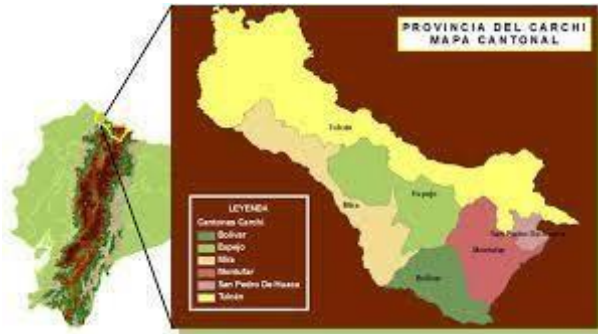 PROVINCIA DEL CARCHI
MAPA CANTONAL
Tulcán
Espejo
Mira
San Pedro De Huaca
Montufar
Bolívar
LEYENDA
Cantones Carchi
Bolívar
Espejo
Mira
Montufar
San Pedro De Huaca
Tulcán